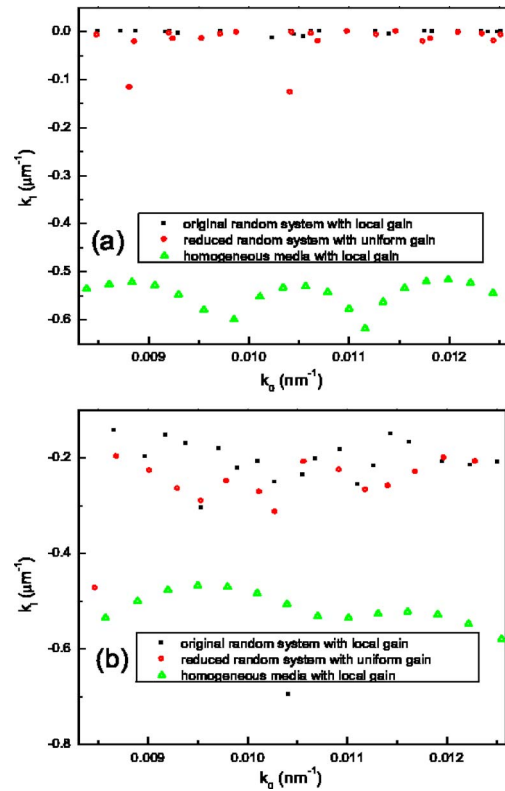 0.0
-0.1
-0.2
-0.3
-0.4
-0.5
-0.6
kᵢ (μm⁻¹)
original random system with local gain
reduced random system with uniform gain
homogeneous media with local gain
(a)
0.009 0.010 0.011 0.012
k₀ (nm⁻¹)
-0.2
-0.4
-0.6
-0.8
kᵢ (μm⁻¹)
original random system with local gain
reduced random system with uniform gain
homogeneous media with local gain
(b)
0.009 0.010 0.011 0.012
k₀ (nm⁻¹)